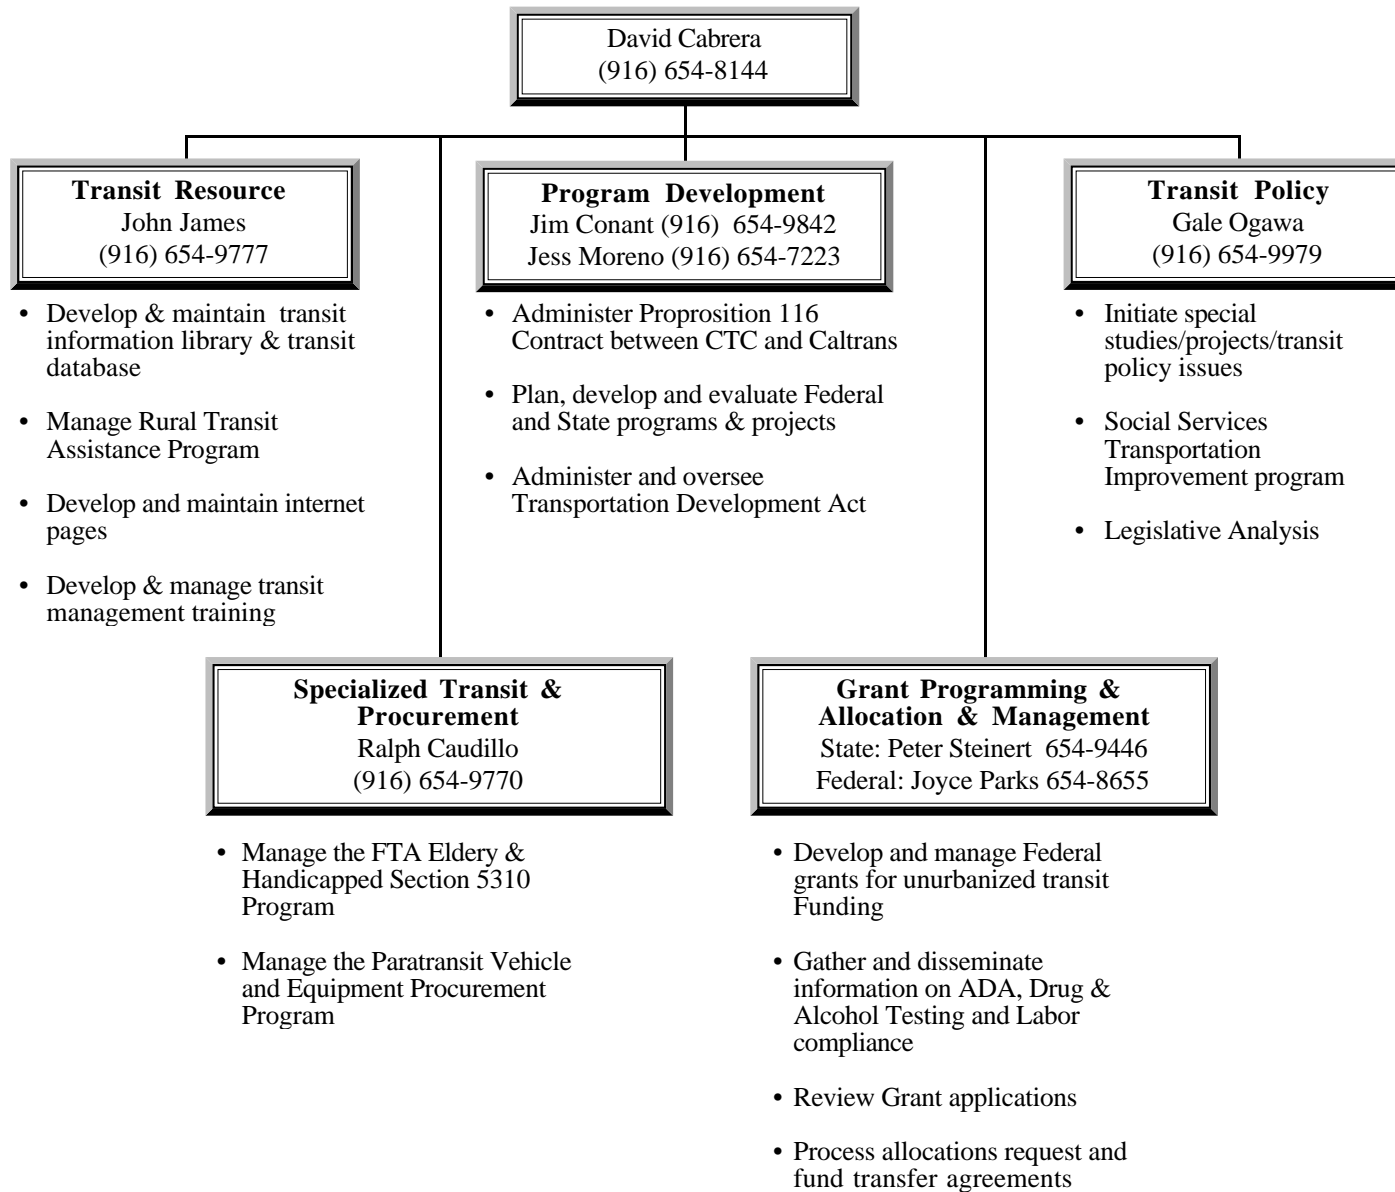 David Cabrera
(916) 654-8144
Transit Resource
John James
(916) 654-9777
• Develop & maintain transit
information library & transit
database
• Manage Rural Transit
Assistance Program
• Develop and maintain internet
pages
• Develop & manage transit
management training
Program Development
Jim Conant (916) 654-9842
Jess Moreno (916) 654-7223
• Administer Proprosition 116
Contract between CTC and Caltrans
• Plan, develop and evaluate Federal
and State programs & projects
• Administer and oversee
Transportation Development Act
Transit Policy
Gale Ogawa
(916) 654-9979
• Initiate special
studies/projects/transit
policy issues
• Social Services
Transportation
Improvement program
• Legislative Analysis
Specialized Transit &
Procurement
Ralph Caudillo
(916) 654-9770
• Manage the FTA Eldery &
Handicapped Section 5310
Program
• Manage the Paratransit Vehicle
and Equipment Procurement
Program
Grant Programming &
Allocation & Management
State: Peter Steinert 654-9446
Federal: Joyce Parks 654-8655
• Develop and manage Federal
grants for unurbanized transit
Funding
• Gather and disseminate
information on ADA, Drug &
Alcohol Testing and Labor
compliance
• Review Grant applications
• Process allocations request and
fund transfer agreements